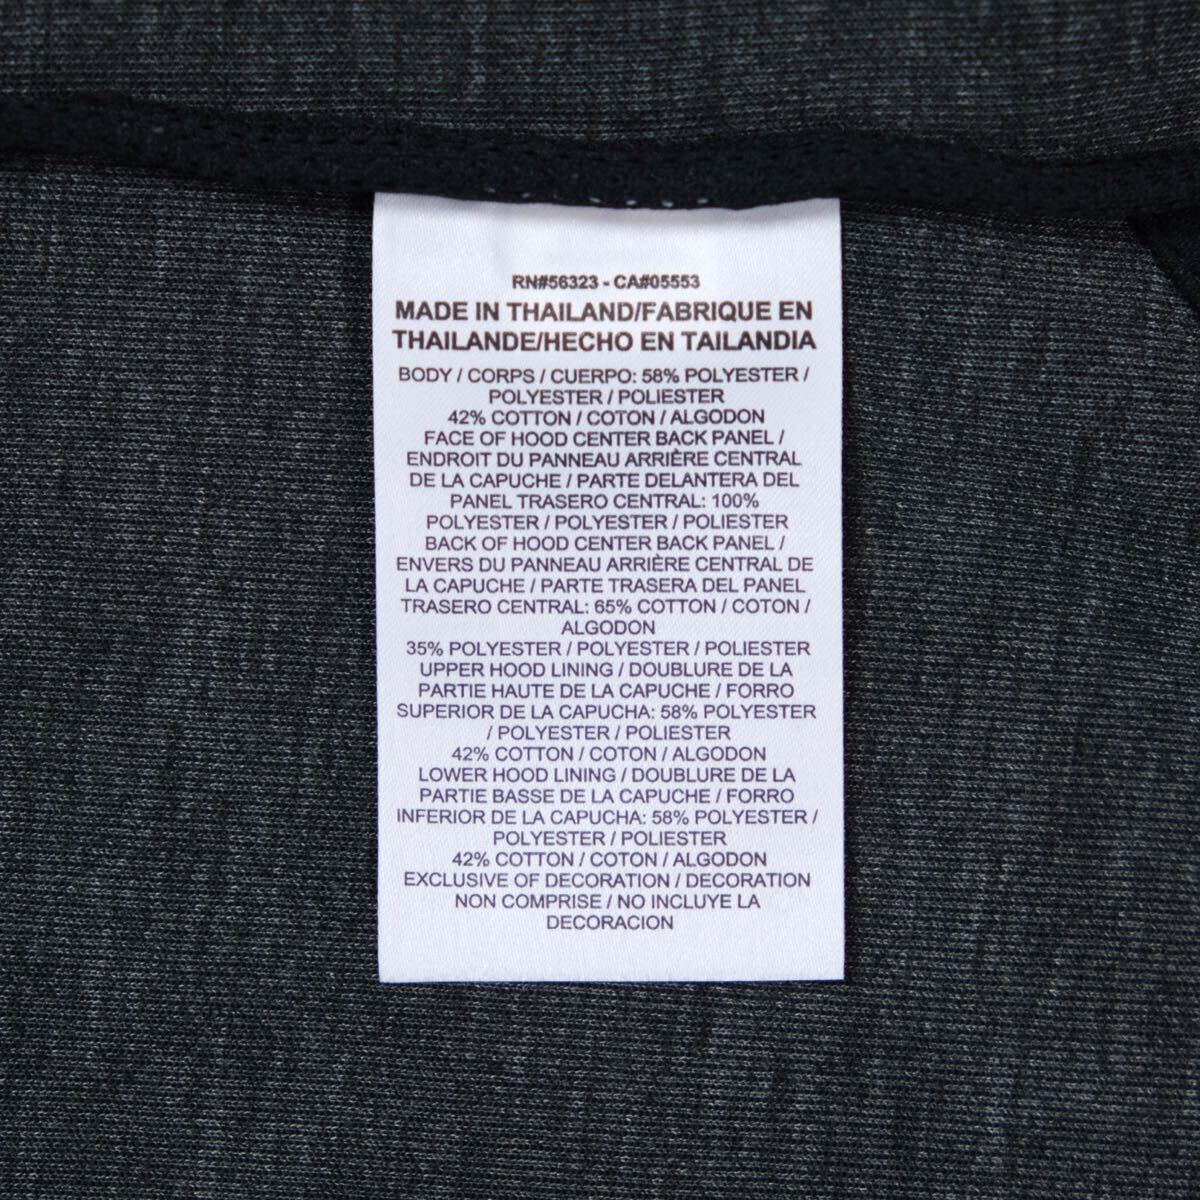 RN#56323 - CA#05553
MADE IN THAILAND/FABRIQUE EN
THAILANDE/HECHO EN TAILANDIA
BODY / CORPS / CUERPO: 58% POLYESTER /
POLYESTER / POLIESTER
42% COTTON / COTON / ALGODON
FACE OF HOOD CENTER BACK PANEL /
ENDROIT DU PANNEAU ARRIÈRE CENTRAL
DE LA CAPUCHE / PARTE DELANTERA DEL
PANEL TRASERO CENTRAL: 100%
POLYESTER / POLYESTER / POLIESTER
BACK OF HOOD CENTER BACK PANEL /
ENVERS DU PANNEAU ARRIÈRE CENTRAL DE
LA CAPUCHE / PARTE TRASERA DEL PANEL
TRASERO CENTRAL: 65% COTTON / COTON /
ALGODON
35% POLYESTER / POLYESTER / POLIESTER
UPPER HOOD LINING / DOUBLURE DE LA
PARTIE HAUTE DE LA CAPUCHE / FORRO
SUPERIOR DE LA CAPUCHA: 58% POLYESTER
/ POLYESTER / POLIESTER
42% COTTON / COTON / ALGODON
LOWER HOOD LINING / DOUBLURE DE LA
PARTIE BASSE DE LA CAPUCHE / FORRO
INFERIOR DE LA CAPUCHA: 58% POLYESTER /
POLYESTER / POLIESTER
42% COTTON / COTON / ALGODON
EXCLUSIVE OF DECORATION / DECORATION
NON COMPRISE / NO INCLUYE LA
DECORACION